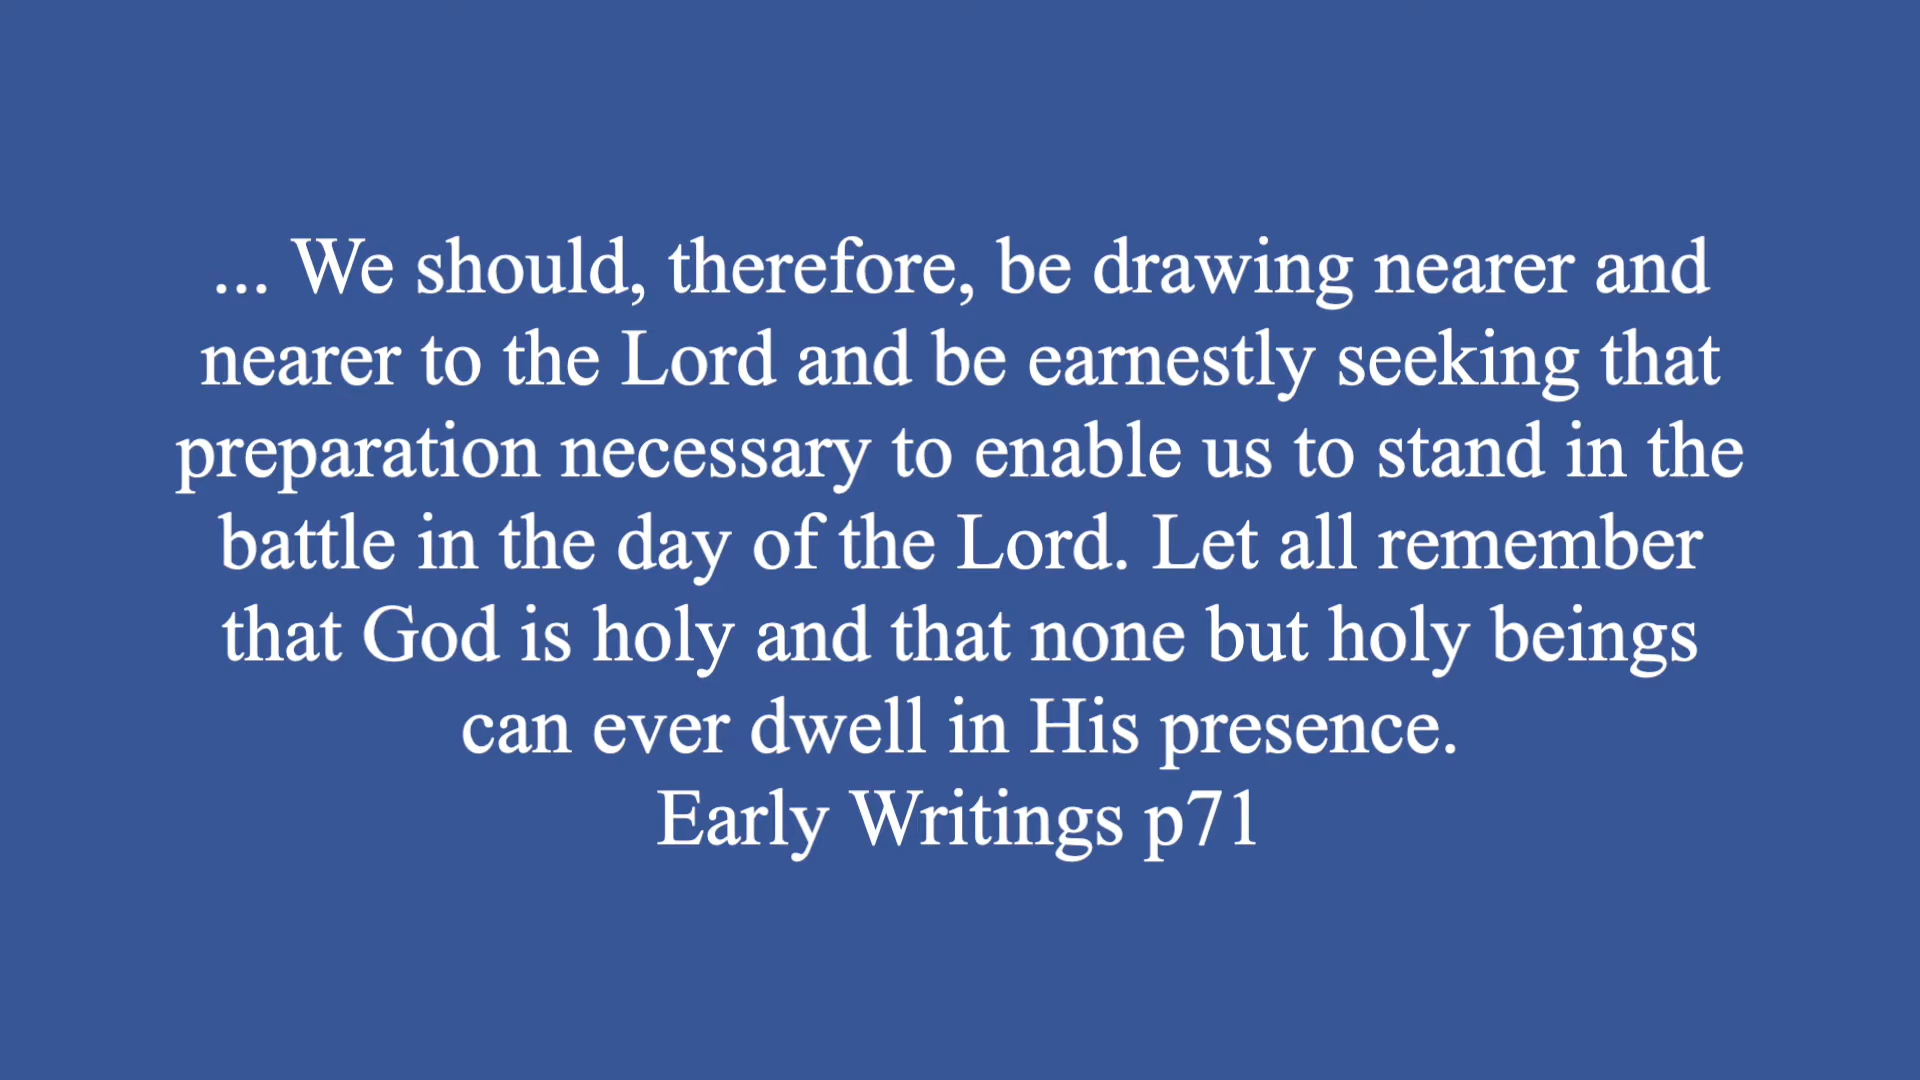 ... We should, therefore, be drawing nearer and
nearer to the Lord and be earnestly seeking that
preparation necessary to enable us to stand in the
battle in the day of the Lord. Let all remember
that God is holy and that none but holy beings
can ever dwell in His presence.
Early Writings p71